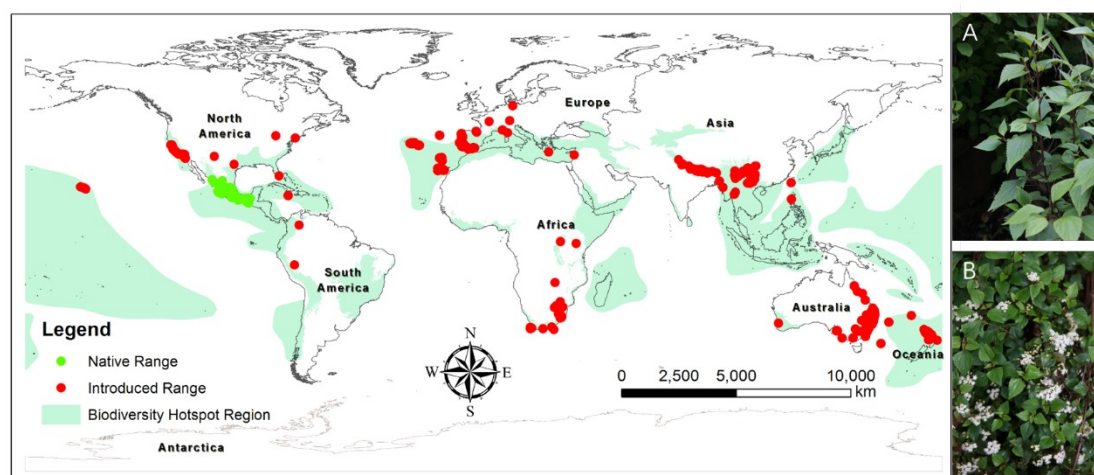 North
America
Europe
Asia
Africa
South
America
Australia
Oceania
Antarctica
Legend
Native Range
Introduced Range
Biodiversity Hotspot Region
N
W E
S
0 2,500 5,000 10,000
km
A
B